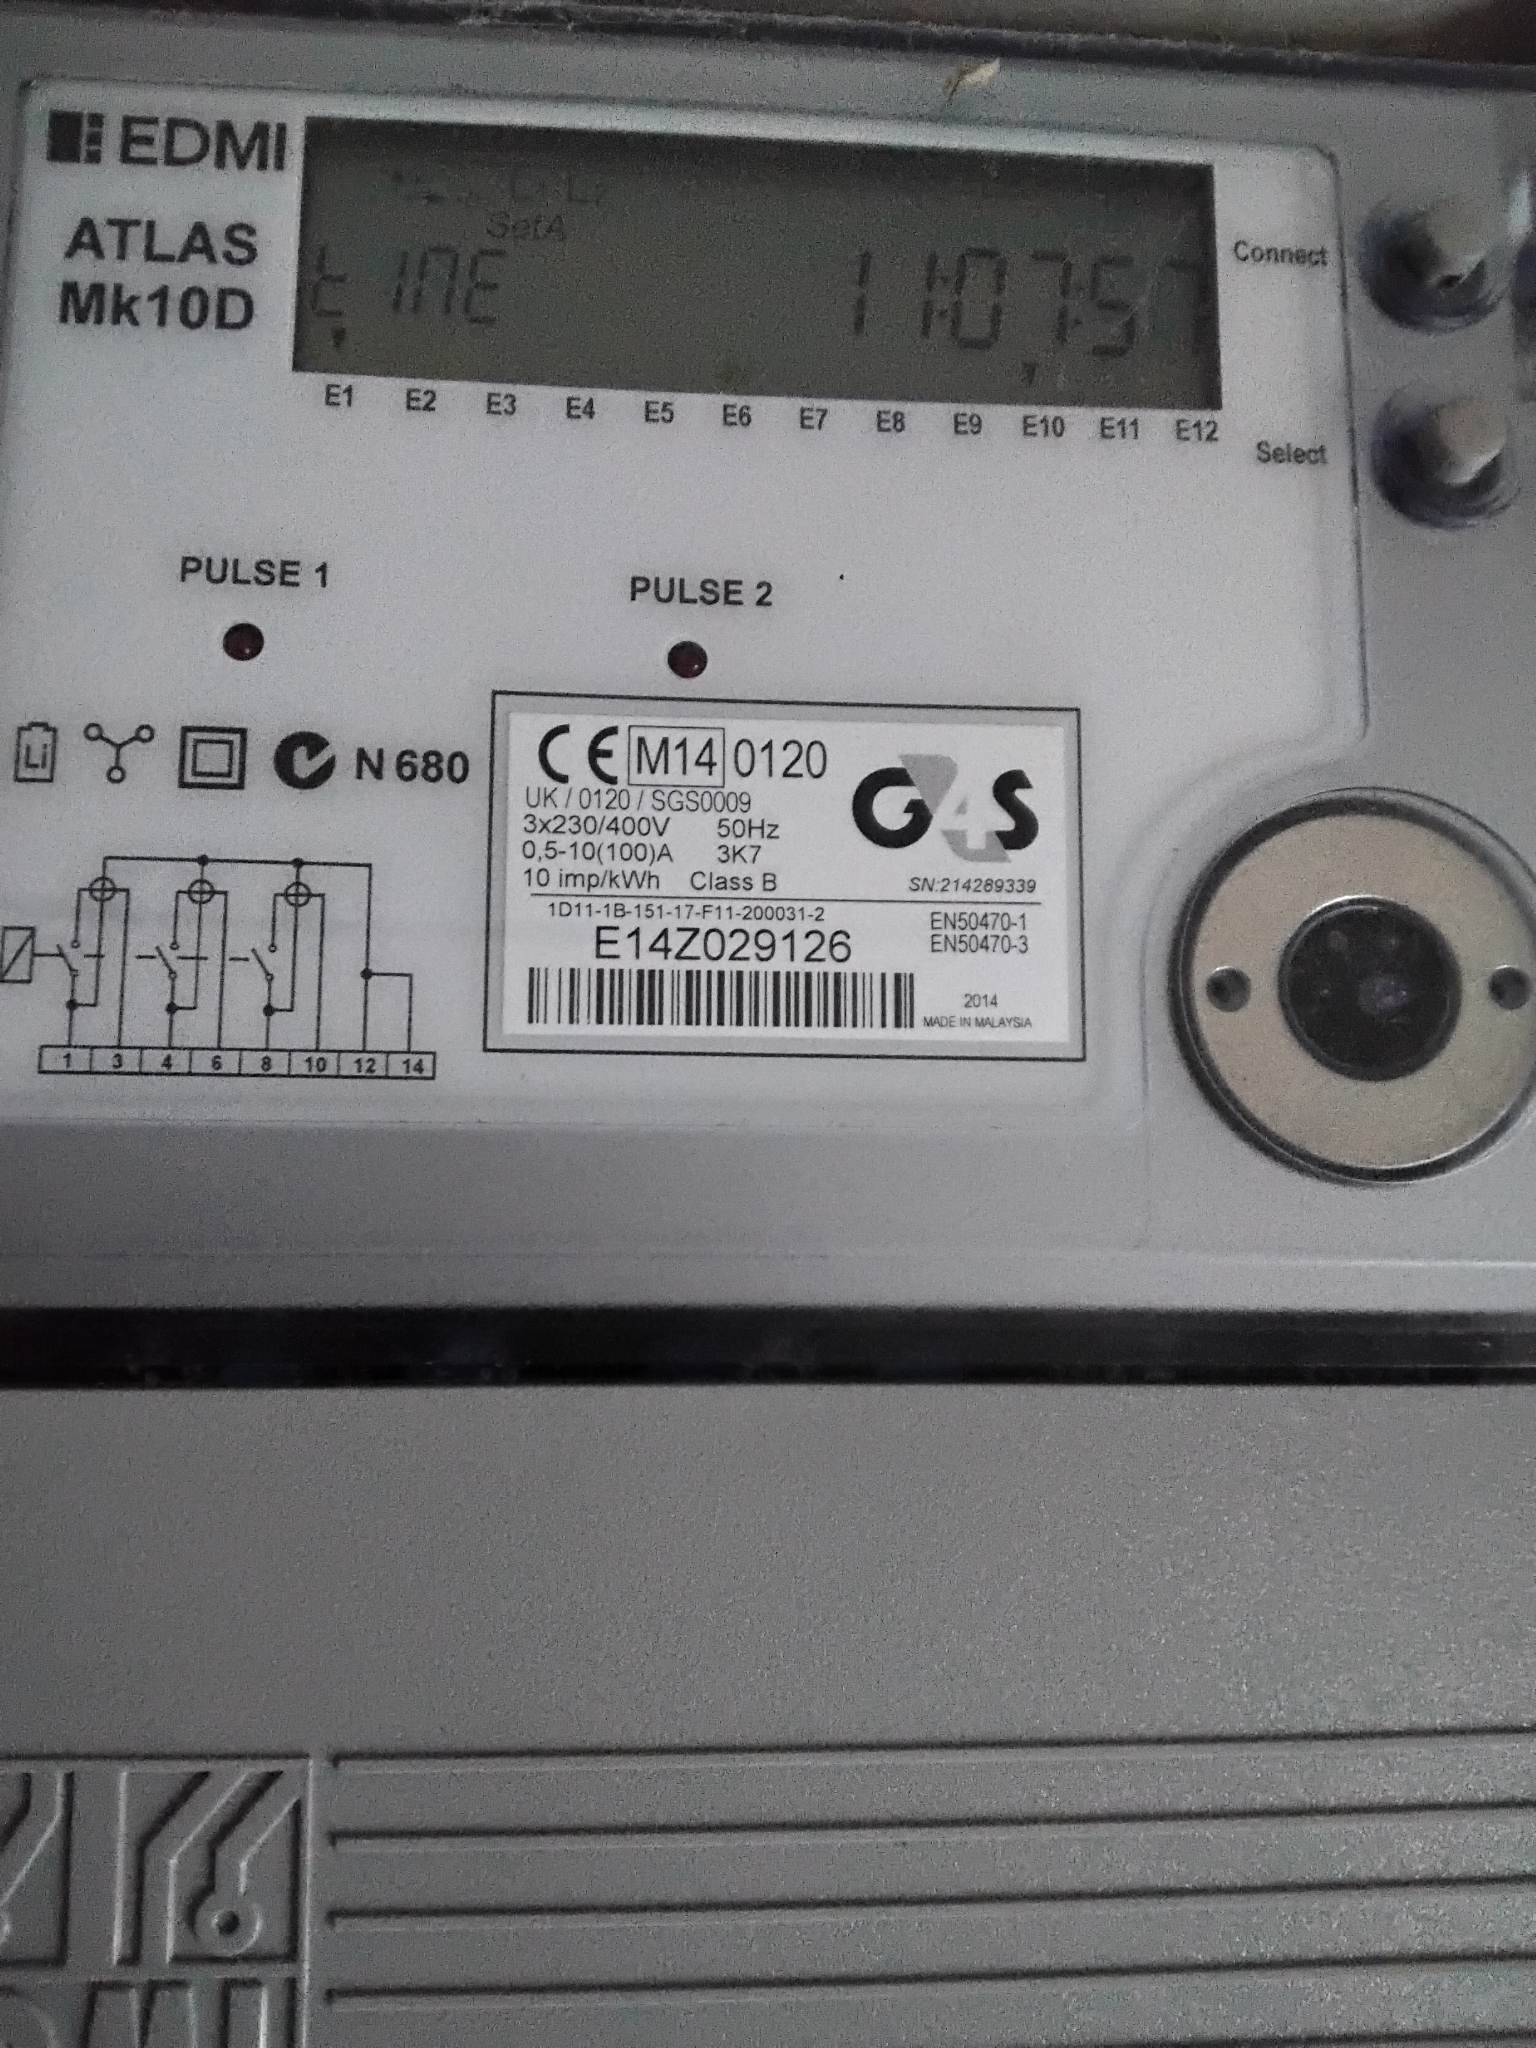 EDMI
ATLAS
Mk10D
SetA
tIME 11:07:57
Connect
E1 E2 E3 E4 E5 E6 E7 E8 E9 E10 E11 E12
Select
PULSE 1
PULSE 2
Li
N 680
CE M14 0120
G4S
UK / 0120 / SGS0009
3x230/400V 50Hz
0,5-10(100)A 3K7
10 imp/kWh Class B
SN:214289339
1D11-1B-151-17-F11-200031-2
EN50470-1
E14Z029126
EN50470-3
2014
MADE IN MALAYSIA
1 3 4 6 8 10 12 14